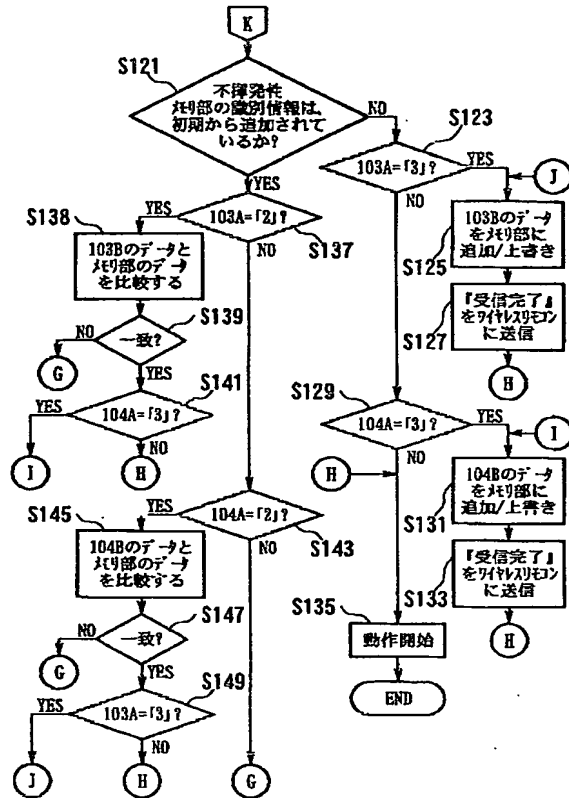 K
S121
不揮発性
メモリ部の識別情報は、
初期から追加されて
いるか?
NO
YES
S123
103A=「3」?
YES
NO
J
S138
YES
103A=「2」?
S137
NO
103Bのデータと
メモリ部のデータ
を比較する
103Bのデータ
をメモリ部に
追加/上書き
S125
S139
NO
一致?
YES
G
『受信完了』
をワイヤレスリモコン
に送信
S127
H
S141
YES
104A=「3」?
NO
I
H
S129
104A=「3」?
YES
NO
I
H
S145
YES
104A=「2」?
S143
NO
104Bのデータ
をメモリ部に
追加/上書き
S131
104Bのデータと
メモリ部のデータ
を比較する
『受信完了』
をワイヤレスリモコン
に送信
S133
H
S147
NO
一致?
YES
G
S135
動作開始
END
S149
YES
103A=「3」?
NO
J
H
G